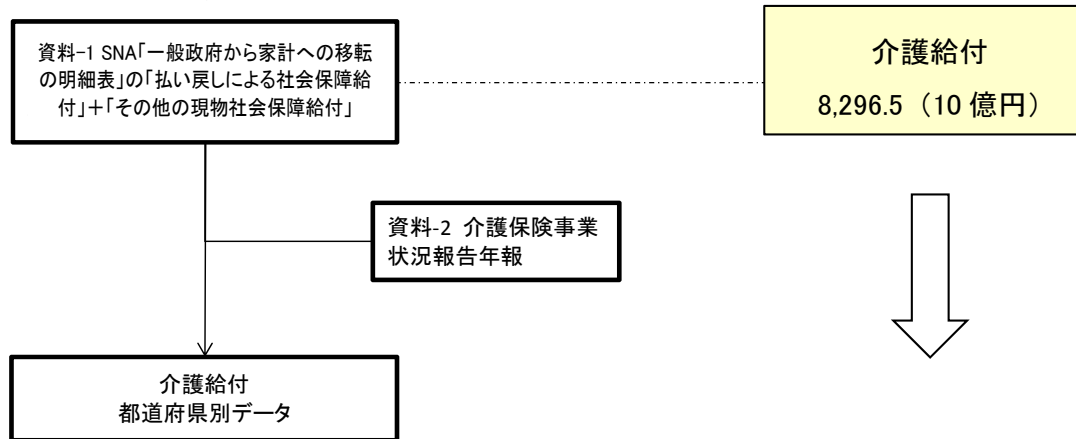 資料-1 SNA「一般政府から家計への移転
の明細表」の「払い戻しによる社会保障給
付」+「その他の現物社会保障給付」
介護給付
8,296.5（10 億円）
資料-2 介護保険事業
状況報告年報
介護給付
都道府県別データ